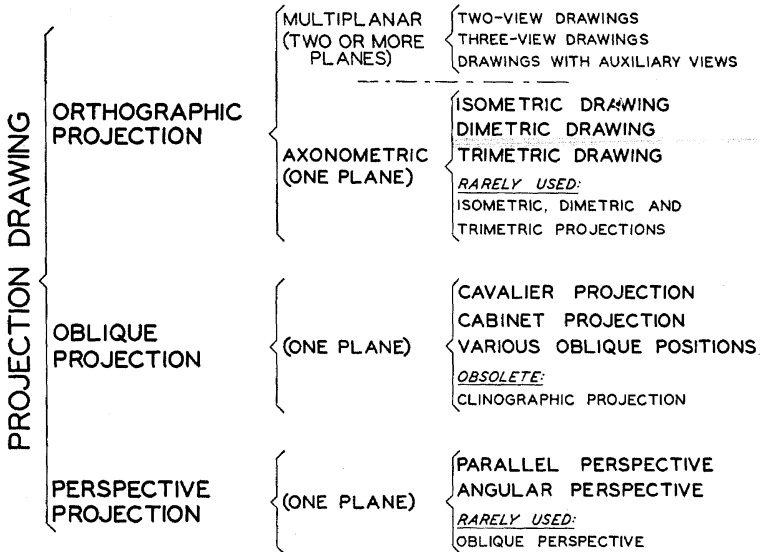 PROJECTION DRAWING
ORTHOGRAPHIC
PROJECTION
MULTIPLANAR
(TWO OR MORE
PLANES)
TWO-VIEW DRAWINGS
THREE-VIEW DRAWINGS
DRAWINGS WITH AUXILIARY VIEWS
AXONOMETRIC
(ONE PLANE)
ISOMETRIC DRAWING
DIMETRIC DRAWING
TRIMETRIC DRAWING
RARELY USED:
ISOMETRIC, DIMETRIC AND
TRIMETRIC PROJECTIONS
OBLIQUE
PROJECTION
(ONE PLANE)
CAVALIER PROJECTION
CABINET PROJECTION
VARIOUS OBLIQUE POSITIONS
OBSOLETE:
CLINOGRAPHIC PROJECTION
PERSPECTIVE
PROJECTION
(ONE PLANE)
PARALLEL PERSPECTIVE
ANGULAR PERSPECTIVE
RARELY USED:
OBLIQUE PERSPECTIVE